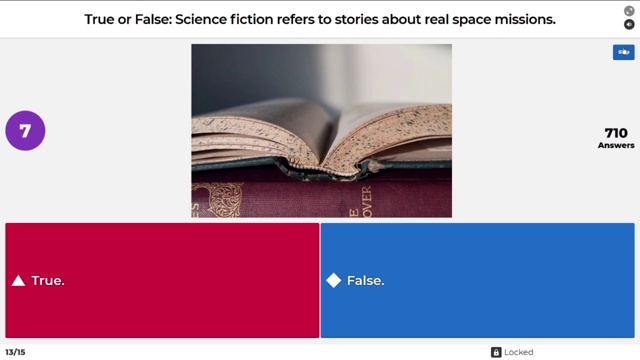 True or False: Science fiction refers to stories about real space missions.
7
710
Answers
True.
False.
13/15
Locked